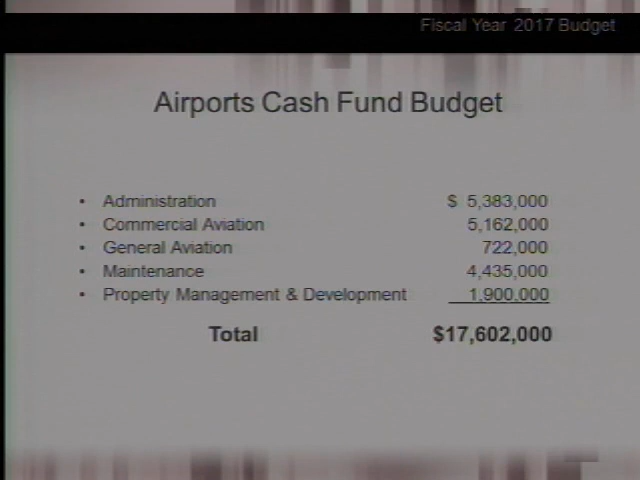 Fiscal Year 2017 Budget
Airports Cash Fund Budget
• Administration $ 5,383,000
• Commercial Aviation 5,162,000
• General Aviation 722,000
• Maintenance 4,435,000
• Property Management & Development 1,900,000
Total $17,602,000